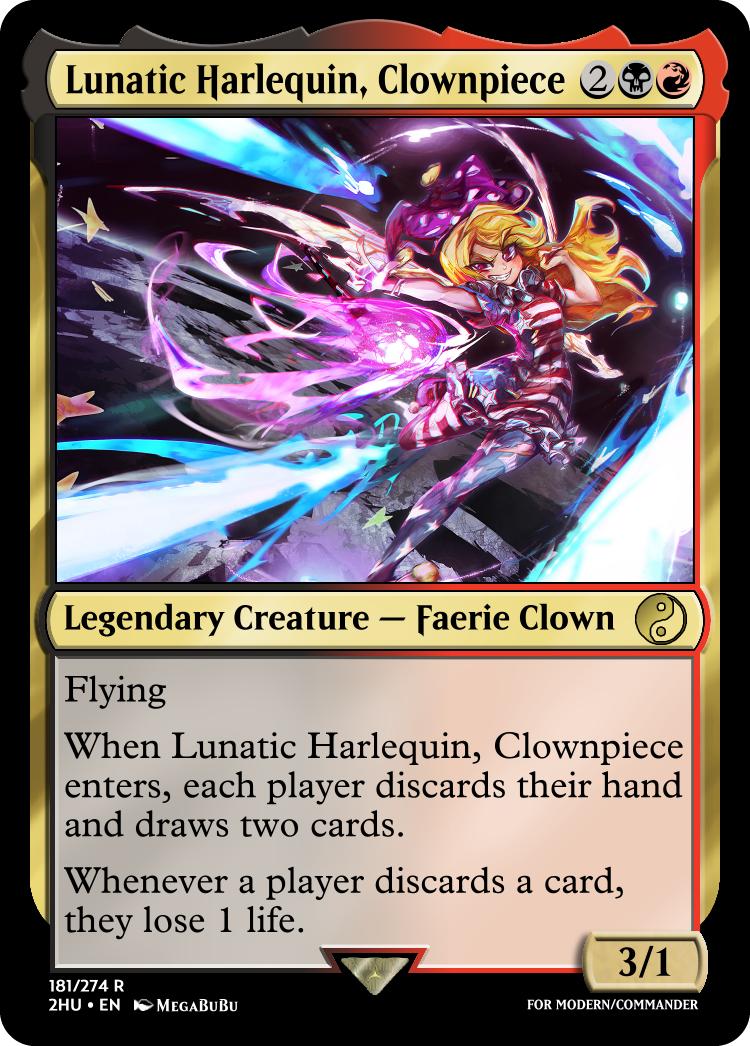 Lunatic Harlequin, Clownpiece 2
Legendary Creature — Faerie Clown
Flying
When Lunatic Harlequin, Clownpiece
enters, each player discards their hand
and draws two cards.
Whenever a player discards a card,
they lose 1 life.
3/1
181/274 R
2HU • EN MegaBuBu
FOR MODERN/COMMANDER